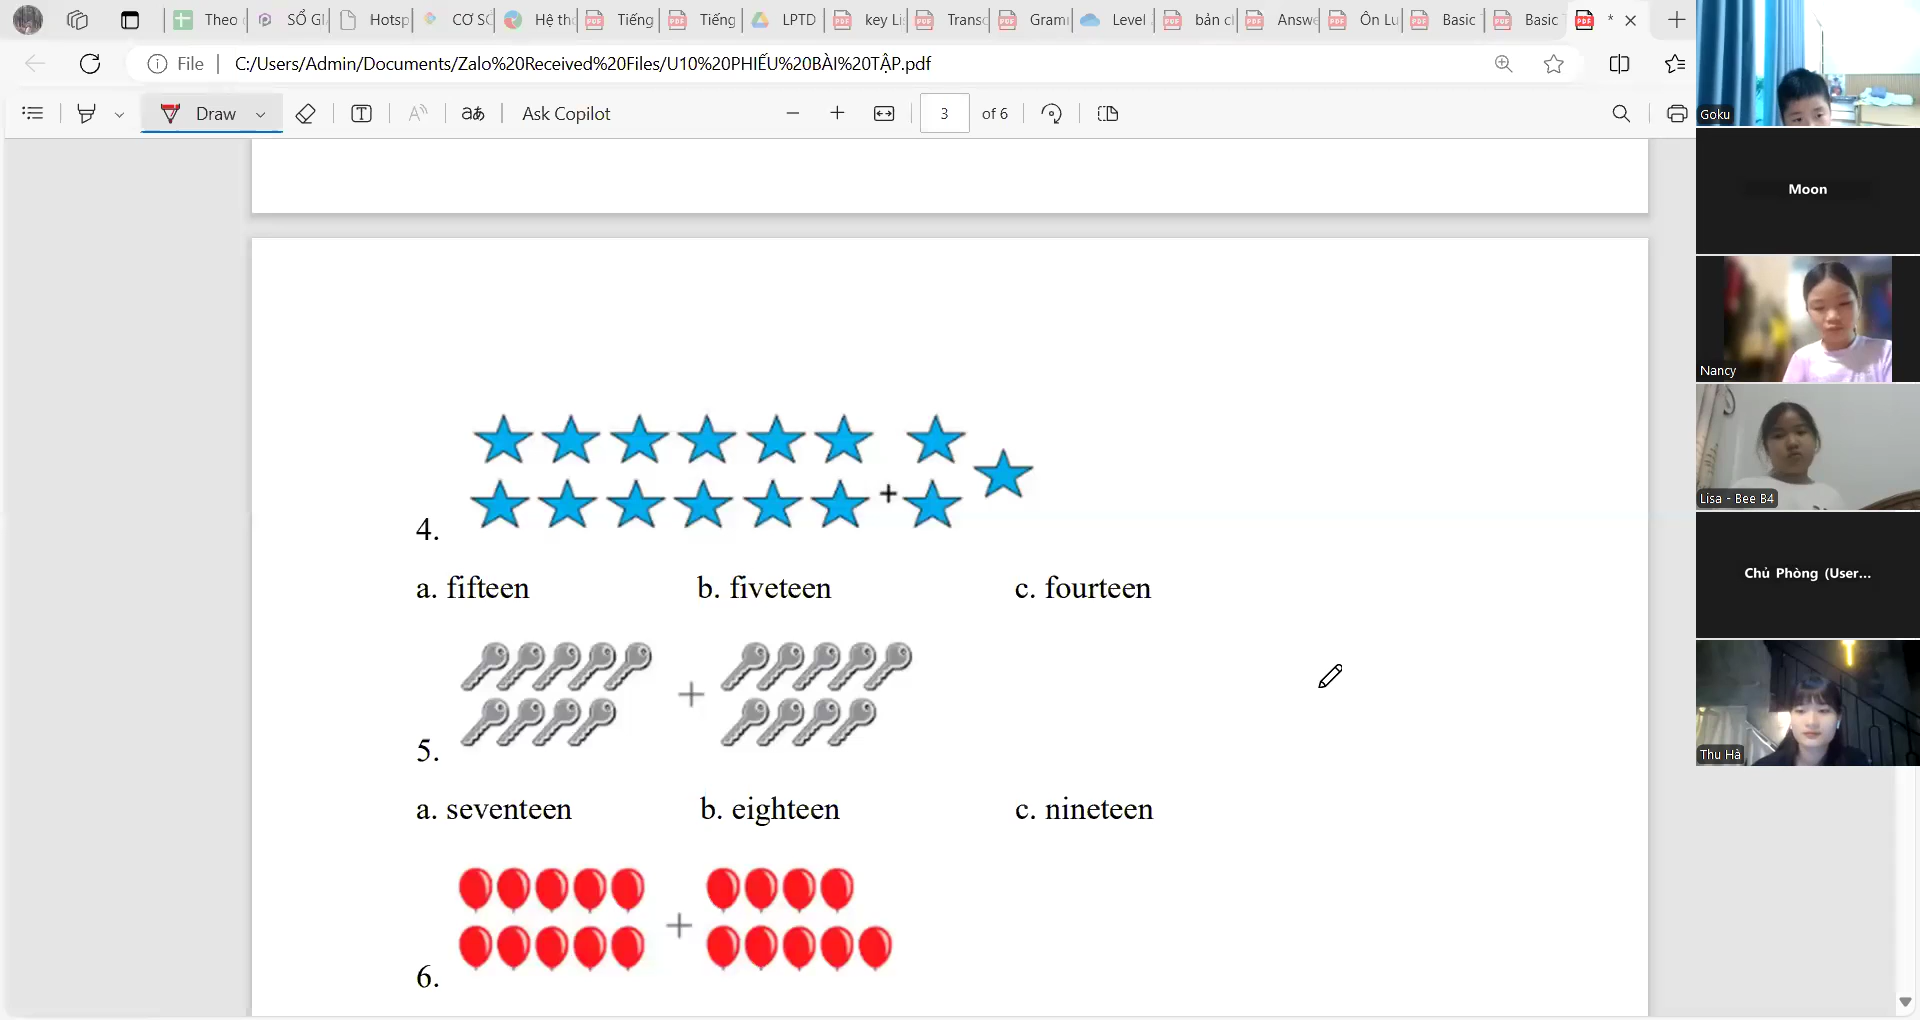 Theo
SỔ GI
Hotsp
CƠ SỞ
Hệ th
Tiếng
Tiếng
LPTD
key Li
Transc
Gram
Level
bản cl
Answe
Ôn Lu
Basic
Basic
*
File
C:/Users/Admin/Documents/Zalo%20Received%20Files/U10%20PHIẾU%20BÀI%20TẬP.pdf
Draw
Ask Copilot
3 of 6
4.
+
a. fifteen b. fiveteen c. fourteen
5.
+
a. seventeen b. eighteen c. nineteen
6.
+
Goku
Moon
Nancy
Lisa - Bee B4
Chủ Phòng (User...
Thu Hà